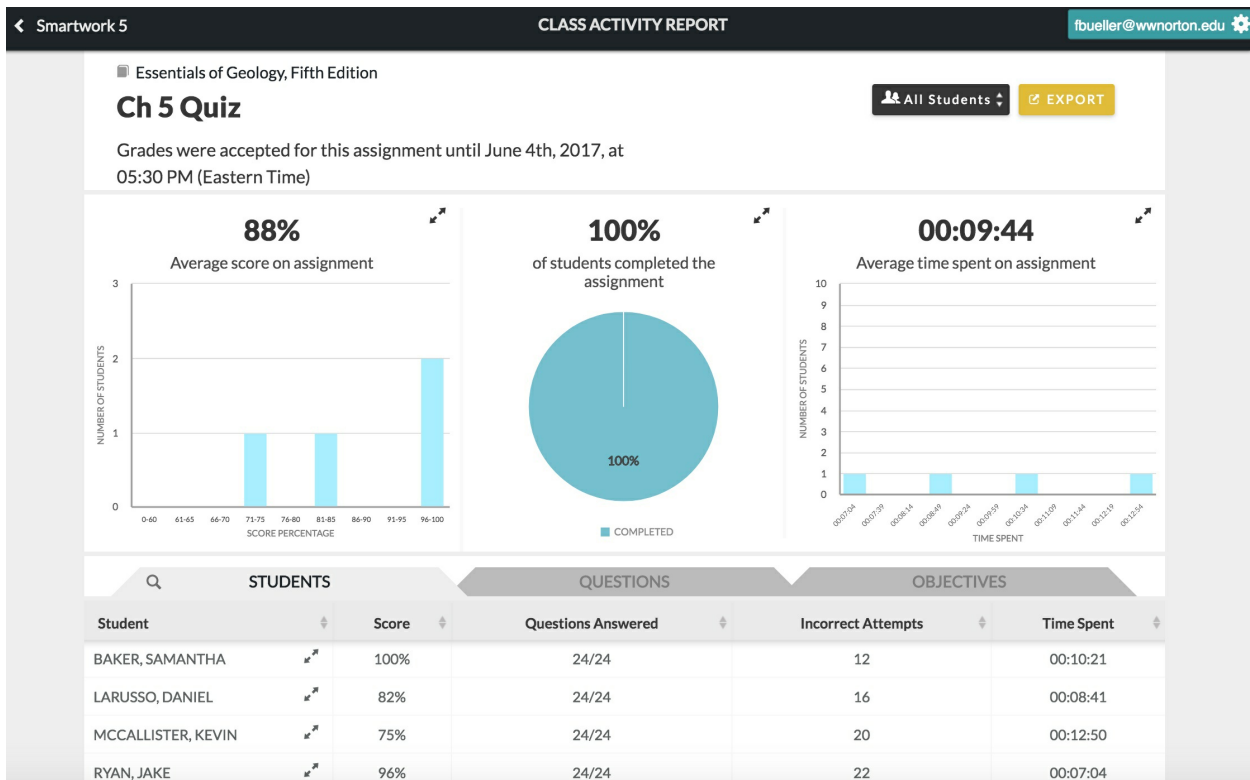 Smartwork 5
CLASS ACTIVITY REPORT
fbueller@wwnorton.edu
Essentials of Geology, Fifth Edition
Ch 5 Quiz
All Students
EXPORT
Grades were accepted for this assignment until June 4th, 2017, at
05:30 PM (Eastern Time)
88%
Average score on assignment
3
2
1
0
NUMBER OF STUDENTS
0-60 61-65 66-70 71-75 76-80 81-85 86-90 91-95 96-100
SCORE PERCENTAGE
100%
of students completed the
assignment
100%
COMPLETED
00:09:44
Average time spent on assignment
10
9
8
7
6
5
4
3
2
1
0
NUMBER OF STUDENTS
00:07:04 00:07:39 00:08:14 00:08:49 00:09:24 00:09:59 00:10:34 00:11:09 00:11:44 00:12:19 00:12:54
TIME SPENT
STUDENTS QUESTIONS OBJECTIVES
Student Score Questions Answered Incorrect Attempts Time Spent
BAKER, SAMANTHA 100% 24/24 12 00:10:21
LARUSSO, DANIEL 82% 24/24 16 00:08:41
MCCALLISTER, KEVIN 75% 24/24 20 00:12:50
RYAN, JAKE 96% 24/24 22 00:07:04